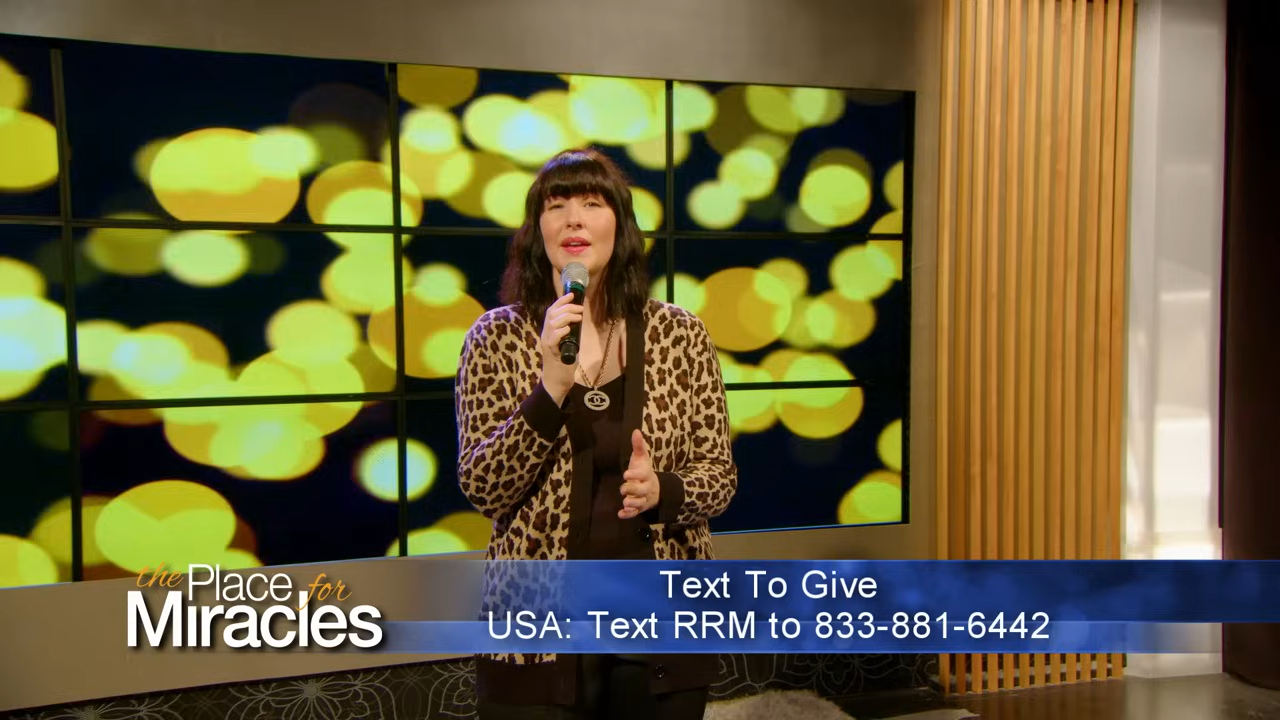 the Place for
Miracles
Text To Give
USA: Text RRM to 833-881-6442